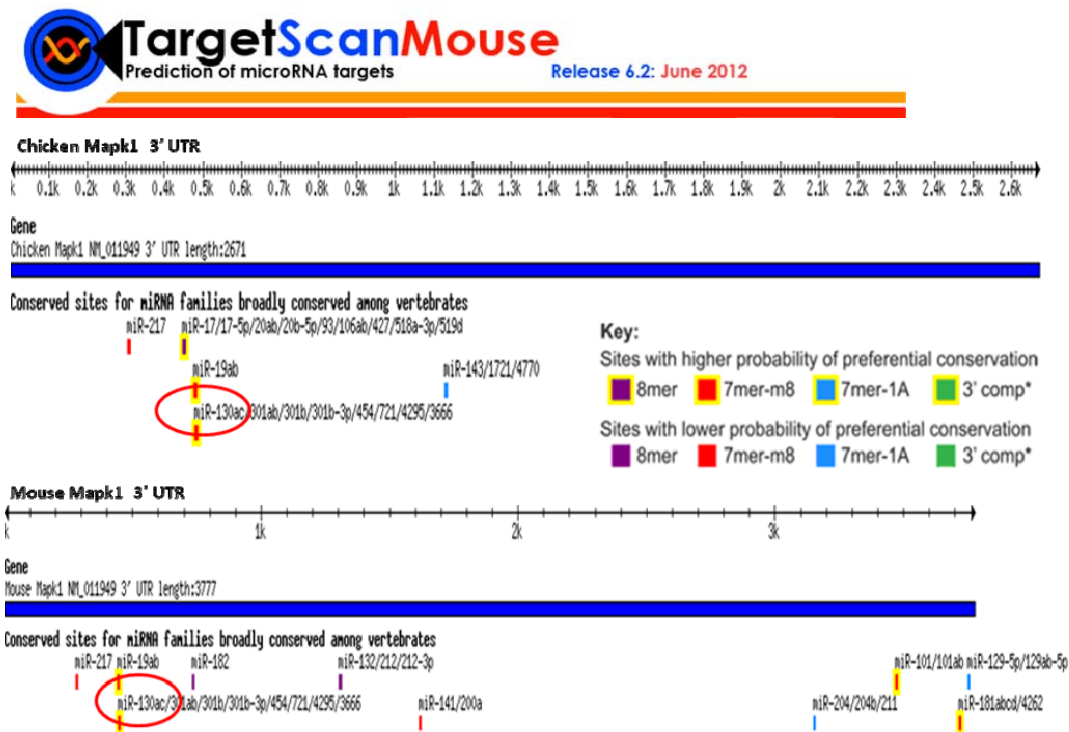 TargetScanMouse
Prediction of microRNA targets Release 6.2: June 2012
Chicken Mapk1 3' UTR
k 0.1k 0.2k 0.3k 0.4k 0.5k 0.6k 0.7k 0.8k 0.9k 1k 1.1k 1.2k 1.3k 1.4k 1.5k 1.6k 1.7k 1.8k 1.9k 2k 2.1k 2.2k 2.3k 2.4k 2.5k 2.6k
Gene
Chicken Mapk1 NM_011949 3' UTR length:2671
Conserved sites for miRNA families broadly conserved among vertebrates
miR-217 miR-17/17-5p/20ab/20b-5p/93/106ab/427/518a-3p/519d
miR-19ab miR-143/1721/4770
miR-130ac/301ab/301b/301b-3p/454/721/4295/3666
Key:
Sites with higher probability of preferential conservation
8mer 7mer-m8 7mer-1A 3' comp*
Sites with lower probability of preferential conservation
8mer 7mer-m8 7mer-1A 3' comp*
Mouse Mapk1 3' UTR
k 1k 2k 3k
Gene
Mouse Mapk1 NM_011949 3' UTR length:3777
Conserved sites for miRNA families broadly conserved among vertebrates
miR-217 miR-19ab miR-182 miR-132/212/212-3p miR-101/101ab miR-129-5p/129ab-5p
miR-130ac/301ab/301b/301b-3p/454/721/4295/3666 miR-141/200a miR-204/204b/211 miR-181abcd/4262